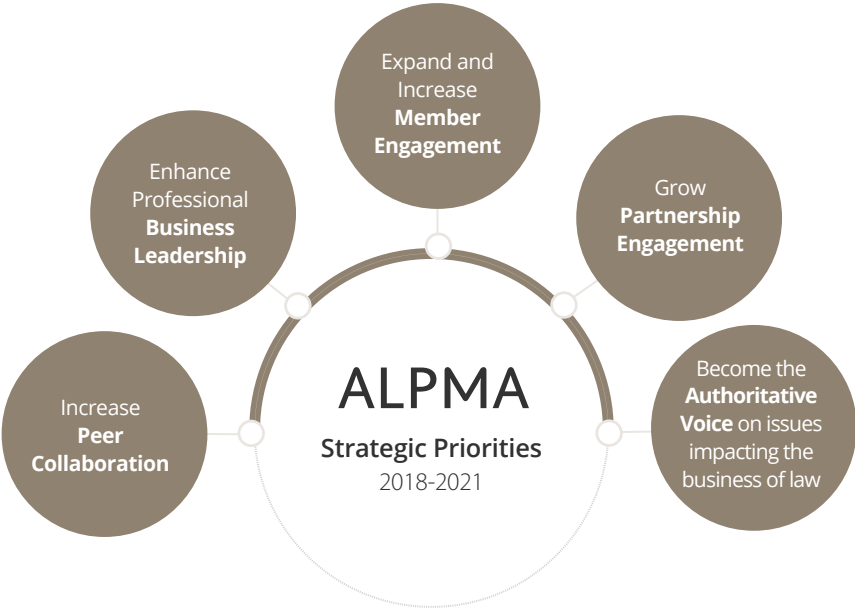 Expand and
Increase
Member
Engagement
Enhance
Professional
Business
Leadership
Grow
Partnership
Engagement
Increase
Peer
Collaboration
Become the
Authoritative
Voice on issues
impacting the
business of law
ALPMA
Strategic Priorities
2018-2021